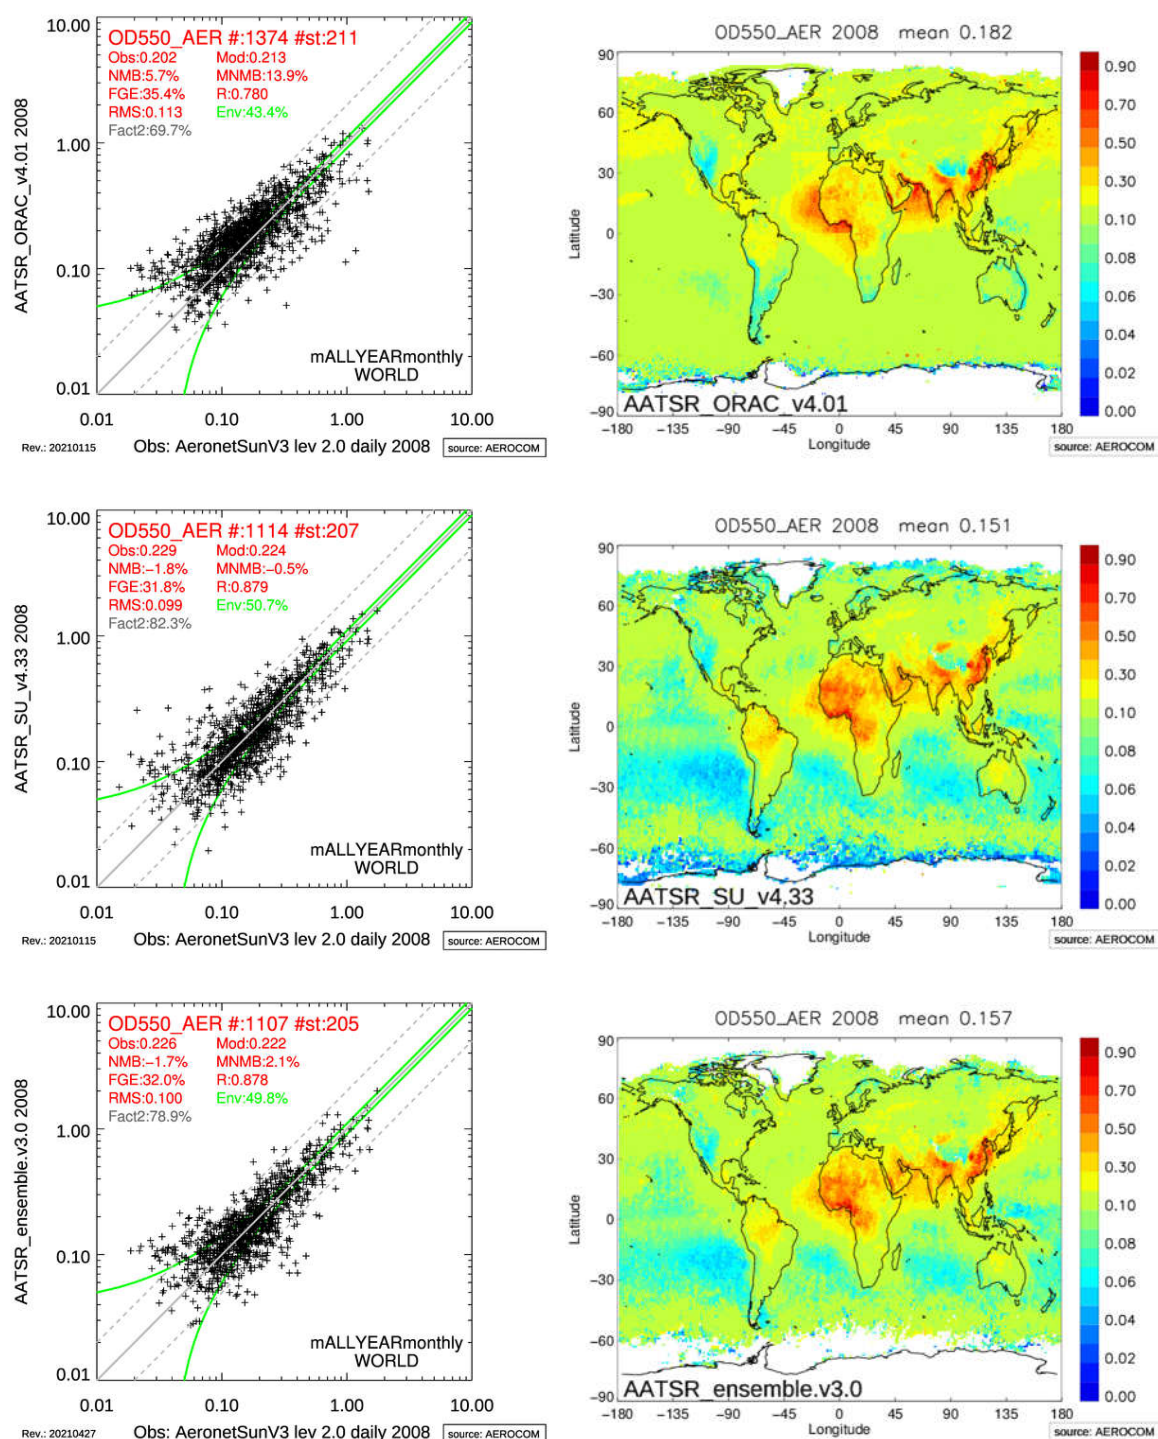 OD550_AER #:1374 #st:211
Obs:0.202 Mod:0.213
NMB:5.7% MNMB:13.9%
FGE:35.4% R:0.780
RMS:0.113 Env:43.4%
Fact2:69.7%
10.00
1.00
0.10
0.01
AATSR_ORAC_v4.01 2008
mALLYEARmonthly
WORLD
0.01 0.10 1.00 10.00
Rev.: 20210115 Obs: AeronetSunV3 lev 2.0 daily 2008 source: AEROCOM
OD550_AER 2008 mean 0.182
90
60
30
0
−30
−60
−90
Latitude
AATSR_ORAC_v4.01
−180 −135 −90 −45 0 45 90 135 180
Longitude
0.90
0.70
0.50
0.30
0.10
0.08
0.06
0.04
0.02
0.00
source: AEROCOM
OD550_AER #:1114 #st:207
Obs:0.229 Mod:0.224
NMB:−1.8% MNMB:−0.5%
FGE:31.8% R:0.879
RMS:0.099 Env:50.7%
Fact2:82.3%
10.00
1.00
0.10
0.01
AATSR_SU_v4.33 2008
mALLYEARmonthly
WORLD
0.01 0.10 1.00 10.00
Rev.: 20210115 Obs: AeronetSunV3 lev 2.0 daily 2008 source: AEROCOM
OD550_AER 2008 mean 0.151
90
60
30
0
−30
−60
−90
Latitude
AATSR_SU_v4.33
−180 −135 −90 −45 0 45 90 135 180
Longitude
0.90
0.70
0.50
0.30
0.10
0.08
0.06
0.04
0.02
0.00
source: AEROCOM
OD550_AER #:1107 #st:205
Obs:0.226 Mod:0.222
NMB:−1.7% MNMB:2.1%
FGE:32.0% R:0.878
RMS:0.100 Env:49.8%
Fact2:78.9%
10.00
1.00
0.10
0.01
AATSR_ensemble.v3.0 2008
mALLYEARmonthly
WORLD
0.01 0.10 1.00 10.00
Rev.: 20210427 Obs: AeronetSunV3 lev 2.0 daily 2008 source: AEROCOM
OD550_AER 2008 mean 0.157
90
60
30
0
−30
−60
−90
Latitude
AATSR_ensemble.v3.0
−180 −135 −90 −45 0 45 90 135 180
Longitude
0.90
0.70
0.50
0.30
0.10
0.08
0.06
0.04
0.02
0.00
source: AEROCOM